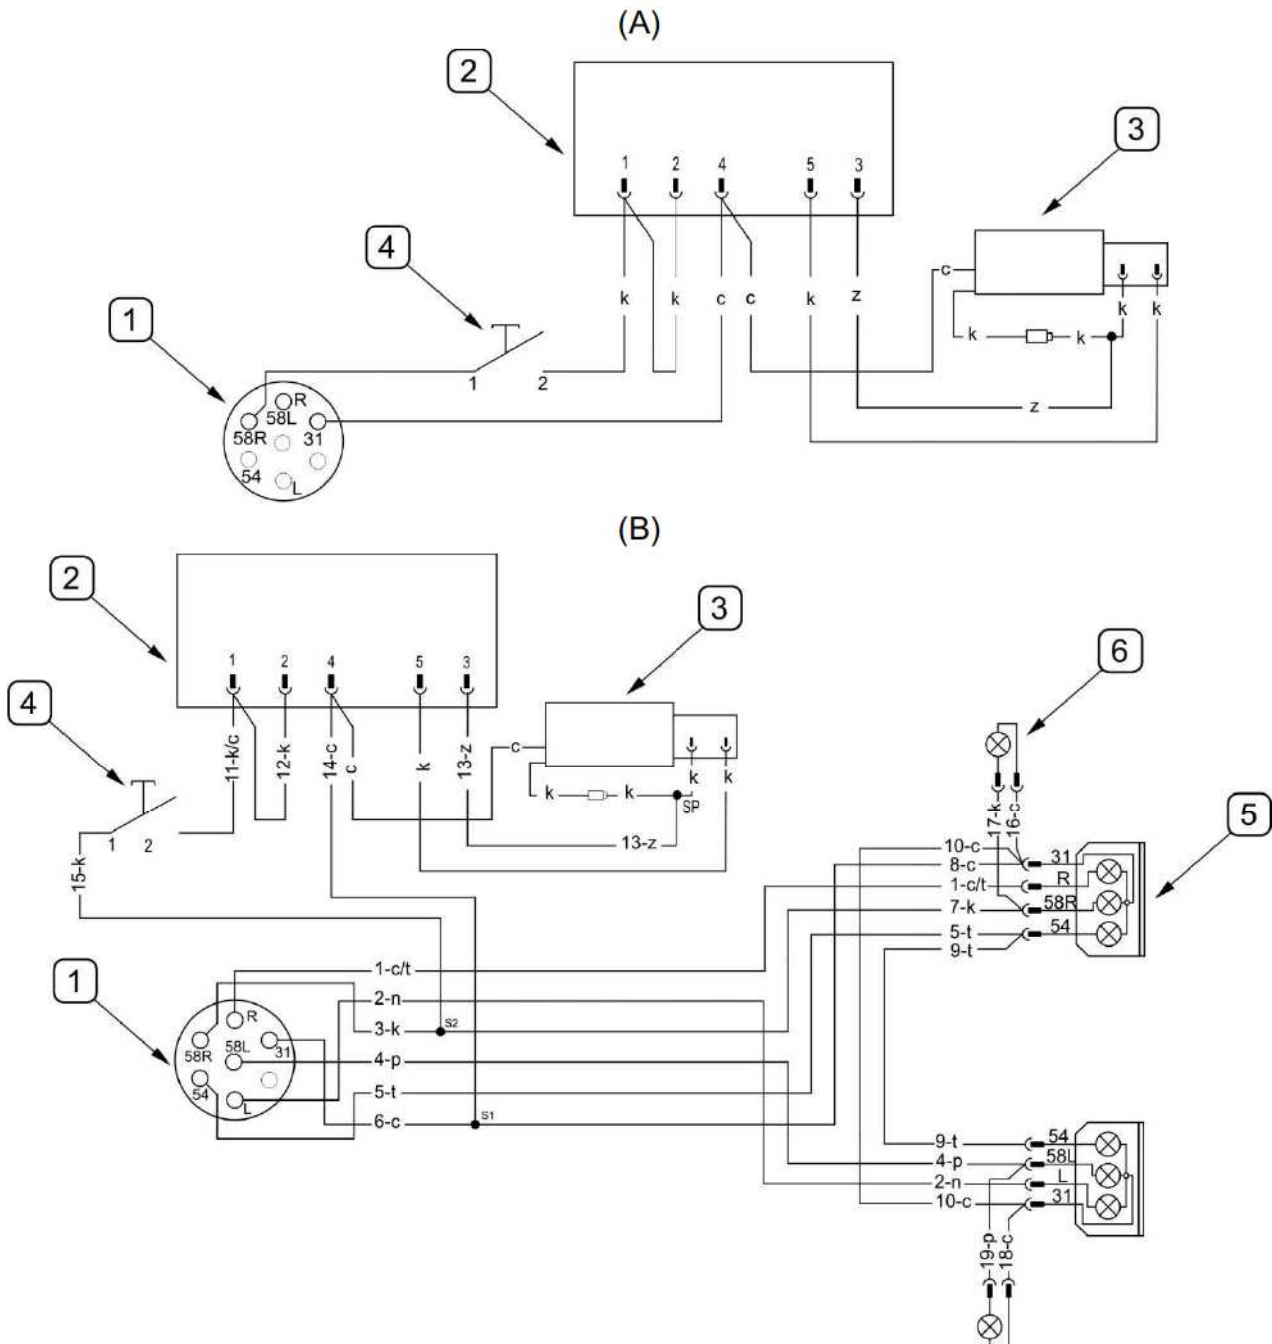 (A)
2
3
1 2 4 5 3
4
1
c
k k c c k z k k
k k
1 2
R
58L
58R 31
54
L
z
(B)
2
3
6
1 2 4 5 3
4
5
11-k/c 12-k 14-c c k 13-z c k k
k k
SP
13-z
1 2
15-k
17-k 16-c
10-c 31
8-c
1-c/t R
7-k 58R
5-t 54
9-t
1
1-c/t
2-n
R
3-k S2
58R 58L 31
4-p
54
5-t
L
6-c S1
9-t 54
4-p 58L
2-n L
10-c 31
19-p 18-c